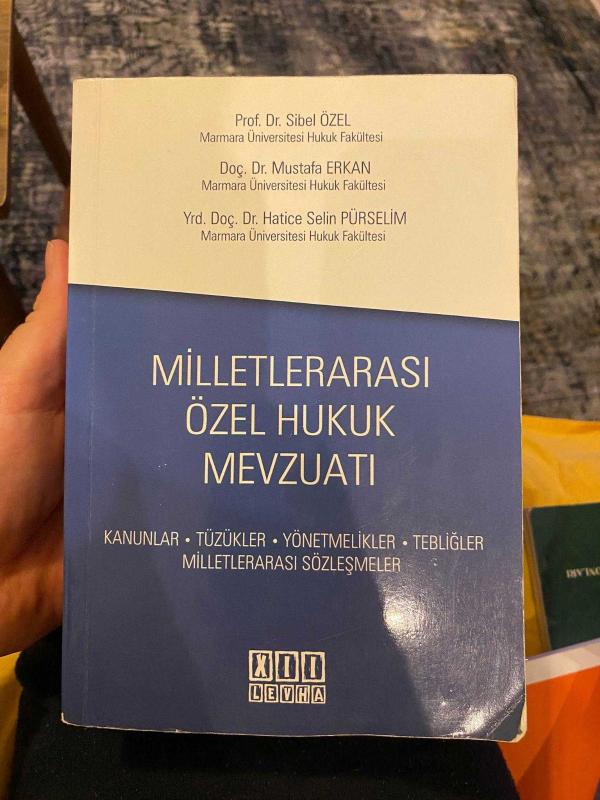 Prof. Dr. Sibel ÖZEL
Marmara Üniversitesi Hukuk Fakültesi
Doç. Dr. Mustafa ERKAN
Marmara Üniversitesi Hukuk Fakültesi
Yrd. Doç. Dr. Hatice Selin PÜRSELİM
Marmara Üniversitesi Hukuk Fakültesi
MİLLETLERARASI
ÖZEL HUKUK
MEVZUATI
KANUNLAR • TÜZÜKLER • YÖNETMELİKLER • TEBLİĞLER
MİLLETLERARASI SÖZLEŞMELER
XII
LEVHA